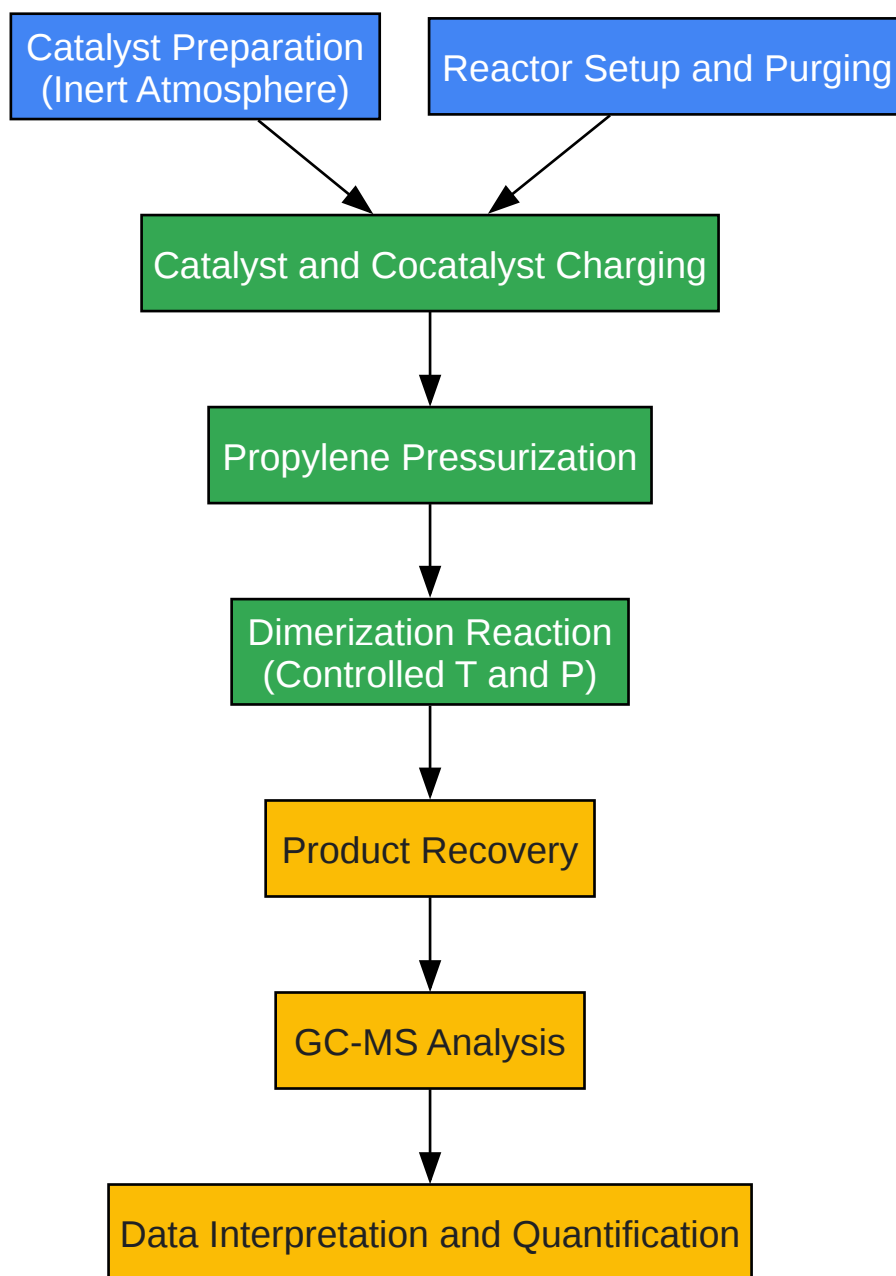 Catalyst Preparation
(Inert Atmosphere)
Reactor Setup and Purging
Catalyst and Cocatalyst Charging
Propylene Pressurization
Dimerization Reaction
(Controlled T and P)
Product Recovery
GC-MS Analysis
Data Interpretation and Quantification